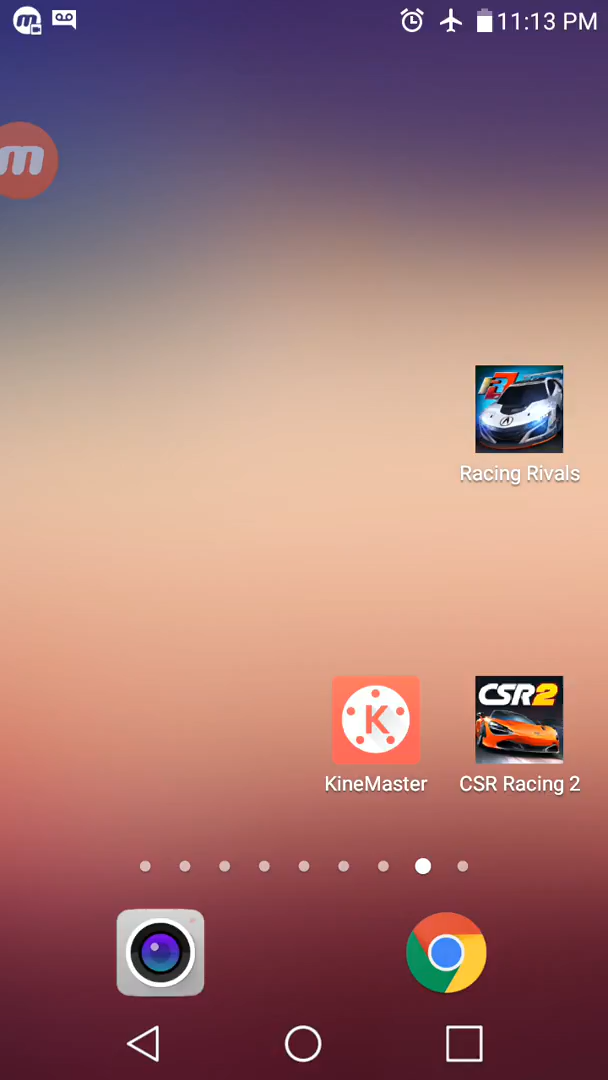 11:13 PM
m
Racing Rivals
K
CSR2
KineMaster
CSR Racing 2